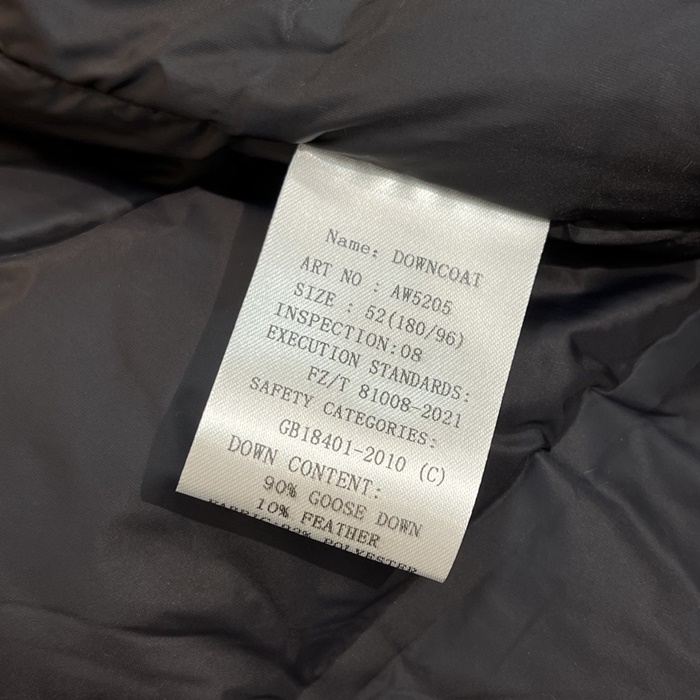 Name: DOWNCOAT
ART NO : AW5205
SIZE : 52(180/96)
INSPECTION:08
EXECUTION STANDARDS:
FZ/T 81008-2021
SAFETY CATEGORIES:
GB18401-2010 (C)
DOWN CONTENT:
90% GOOSE DOWN
10% FEATHER
POLYESTER